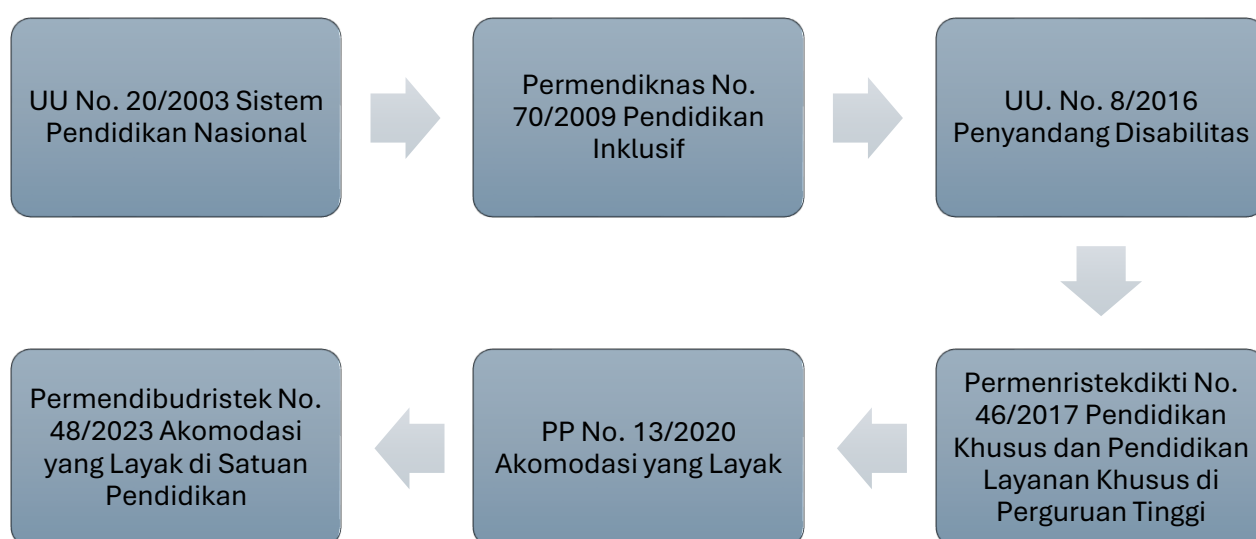 UU No. 20/2003 Sistem
Pendidikan Nasional
Permendiknas No.
70/2009 Pendidikan
Inklusif
UU. No. 8/2016
Penyandang Disabilitas
Permenristekdikti No.
46/2017 Pendidikan
Khusus dan Pendidikan
Layanan Khusus di
Perguruan Tinggi
PP No. 13/2020
Akomodasi yang Layak
Permendibudristek No.
48/2023 Akomodasi
yang Layak di Satuan
Pendidikan